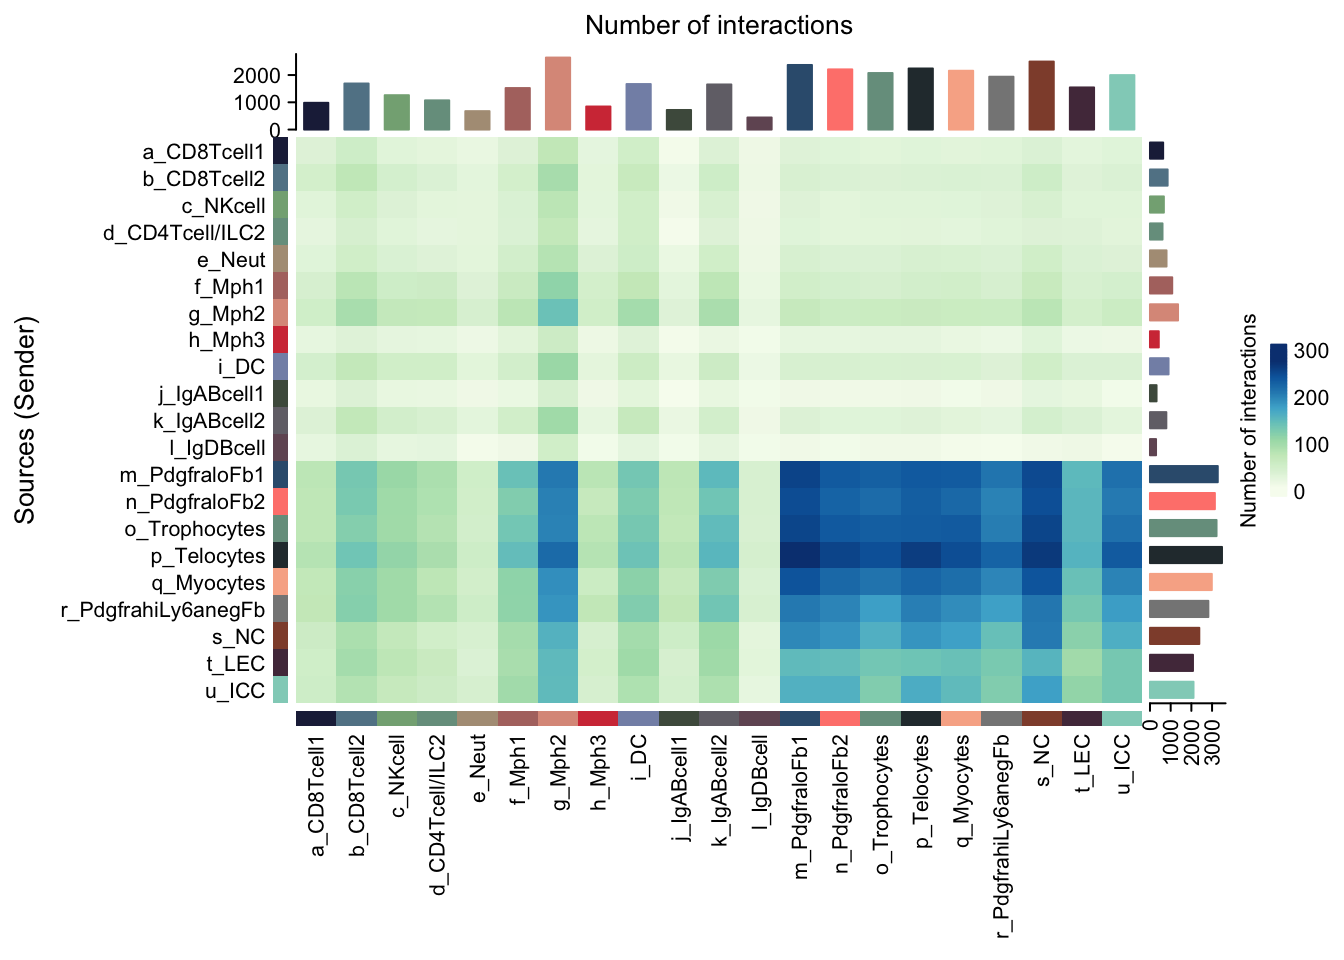 Number of interactions
2000
1000
0
a_CD8Tcell1
b_CD8Tcell2
c_NKcell
d_CD4Tcell/ILC2
e_Neut
f_Mph1
g_Mph2
h_Mph3
i_DC
j_IgABcell1
k_IgABcell2
l_IgDBcell
m_PdgfraloFb1
n_PdgfraloFb2
o_Trophocytes
p_Telocytes
q_Myocytes
r_PdgfrahiLy6anegFb
s_NC
t_LEC
u_ICC
Sources (Sender)
a_CD8Tcell1
b_CD8Tcell2
c_NKcell
d_CD4Tcell/ILC2
e_Neut
f_Mph1
g_Mph2
h_Mph3
i_DC
j_IgABcell1
k_IgABcell2
l_IgDBcell
m_PdgfraloFb1
n_PdgfraloFb2
o_Trophocytes
p_Telocytes
q_Myocytes
r_PdgfrahiLy6anegFb
s_NC
t_LEC
u_ICC
0
1000
2000
3000
Number of interactions
300
200
100
0